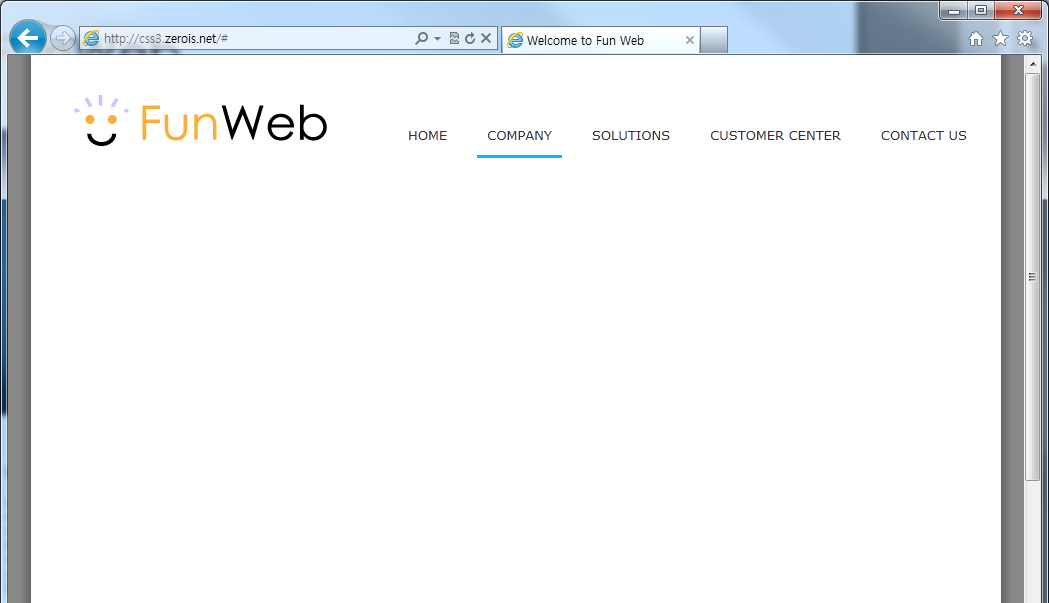 http://css3.zerois.net/#
Welcome to Fun Web
FunWeb
HOME COMPANY SOLUTIONS CUSTOMER CENTER CONTACT US